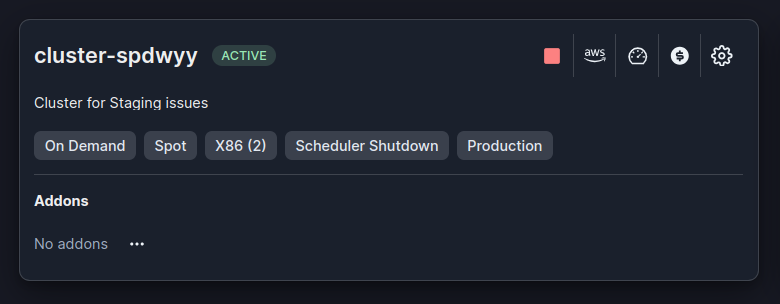 cluster-spdwyy ACTIVE aws
Cluster for Staging issues
On Demand Spot X86 (2) Scheduler Shutdown Production
Addons
No addons